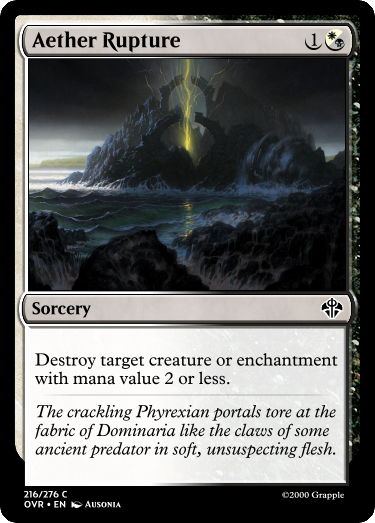 Aether Rupture 1
Sorcery
Destroy target creature or enchantment
with mana value 2 or less.
The crackling Phyrexian portals tore at the
fabric of Dominaria like the claws of some
ancient predator in soft, unsuspecting flesh.
216/276 C
OVR • EN AUSONIA
©2000 Grapple